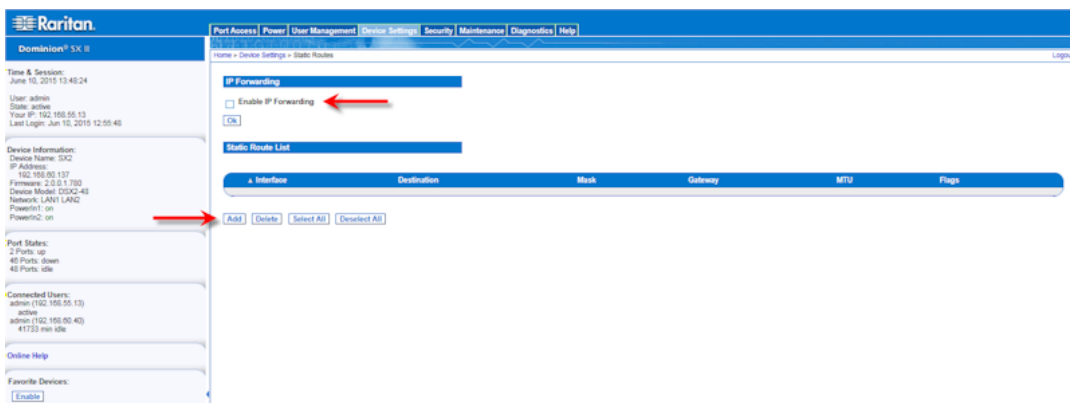 Raritan.
Port Access Power User Management Device Settings Security Maintenance Diagnostics Help
Dominion® SX II
Home > Device Settings > Static Routes
Logou
Time & Session:
June 10, 2015 13:48:24
User: admin
State: active
Your IP: 192.168.55.13
Last Login: Jun 10, 2015 12:55:48
Device Information:
Device Name: SX2
IP Address:
192.168.60.137
Firmware: 2.0.0.1.780
Device Model: DSX2-48
Network: LAN1 LAN2
PowerIn1: on
PowerIn2: on
Port States:
2 Ports: up
46 Ports: down
48 Ports: idle
Connected Users:
admin (192.168.55.13)
active
admin (192.168.60.40)
41733 min idle
Online Help
Favorite Devices:
Enable
IP Forwarding
Enable IP Forwarding
Ok
Static Route List
▲ Interface Destination Mask Gateway MTU Flags
Add Delete Select All Deselect All